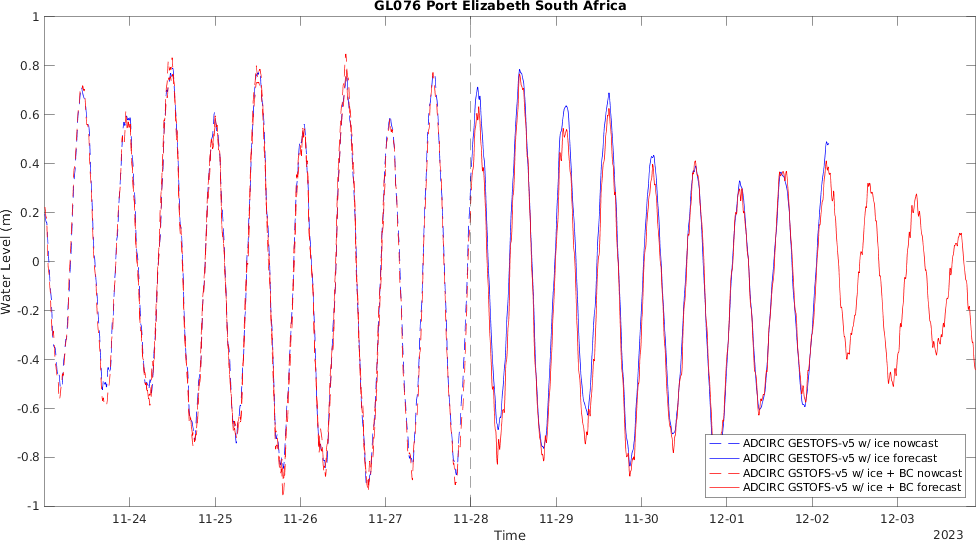 GL076 Port Elizabeth South Africa
1
0.8
0.6
0.4
0.2
0
-0.2
-0.4
-0.6
-0.8
-1
Water Level (m)
ADCIRC GESTOFS-v5 w/ ice nowcast
ADCIRC GESTOFS-v5 w/ ice forecast
ADCIRC GSTOFS-v5 w/ ice + BC nowcast
ADCIRC GSTOFS-v5 w/ ice + BC forecast
11-24 11-25 11-26 11-27 11-28 11-29 11-30 12-01 12-02 12-03
Time
2023